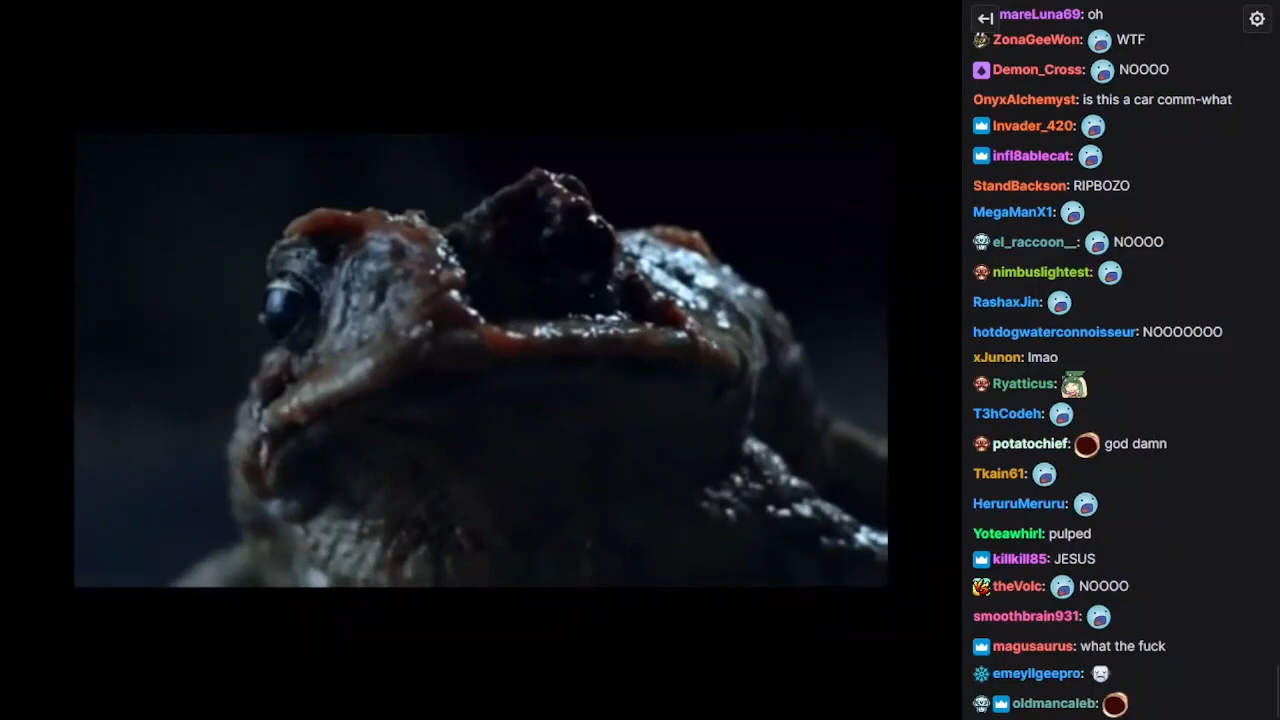 mareLuna69: oh
ZonaGeeWon: WTF
Demon_Cross: NOOOO
OnyxAlchemyst: is this a car comm-what
Invader_420:
infl8ablecat:
StandBackson: RIPBOZO
MegaManX1:
el_raccoon__: NOOOO
nimbuslightest:
RashaxJin:
hotdogwaterconnoisseur: NOOOOOOO
xJunon: lmao
Ryatticus:
T3hCodeh:
potatochief: god damn
Tkain61:
HeruruMeruru:
Yoteawhirl: pulped
killkill85: JESUS
theVolc: NOOOO
smoothbrain931:
magusaurus: what the fuck
emeyllgeepro:
oldmancaleb: